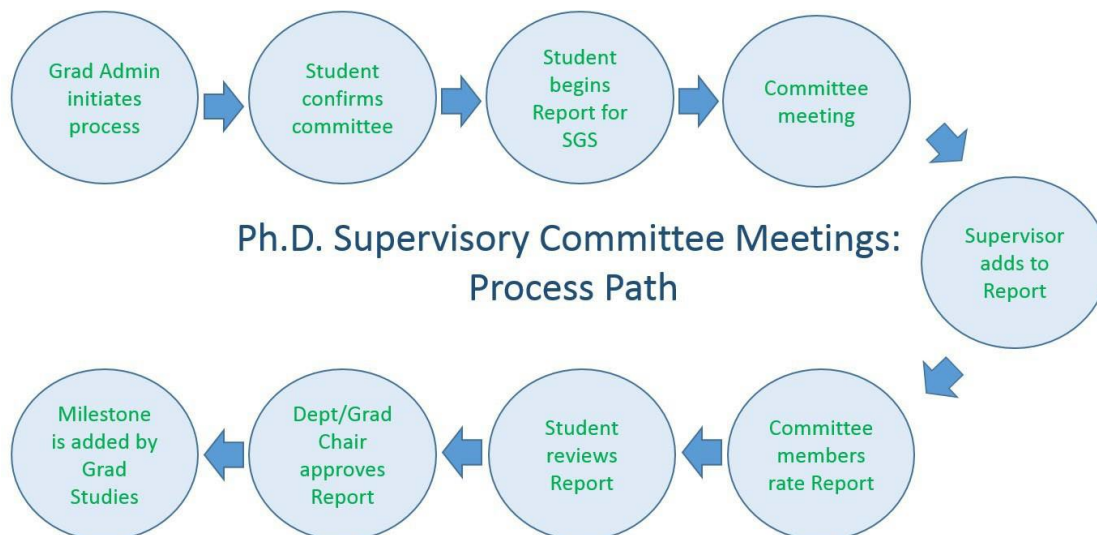 Grad Admin
initiates
process
Student
confirms
committee
Student
begins
Report for
SGS
Committee
meeting
Ph.D. Supervisory Committee Meetings:
Process Path
Supervisor
adds to
Report
Committee
members
rate Report
Student
reviews
Report
Dept/Grad
Chair
approves
Report
Milestone
is added by
Grad
Studies